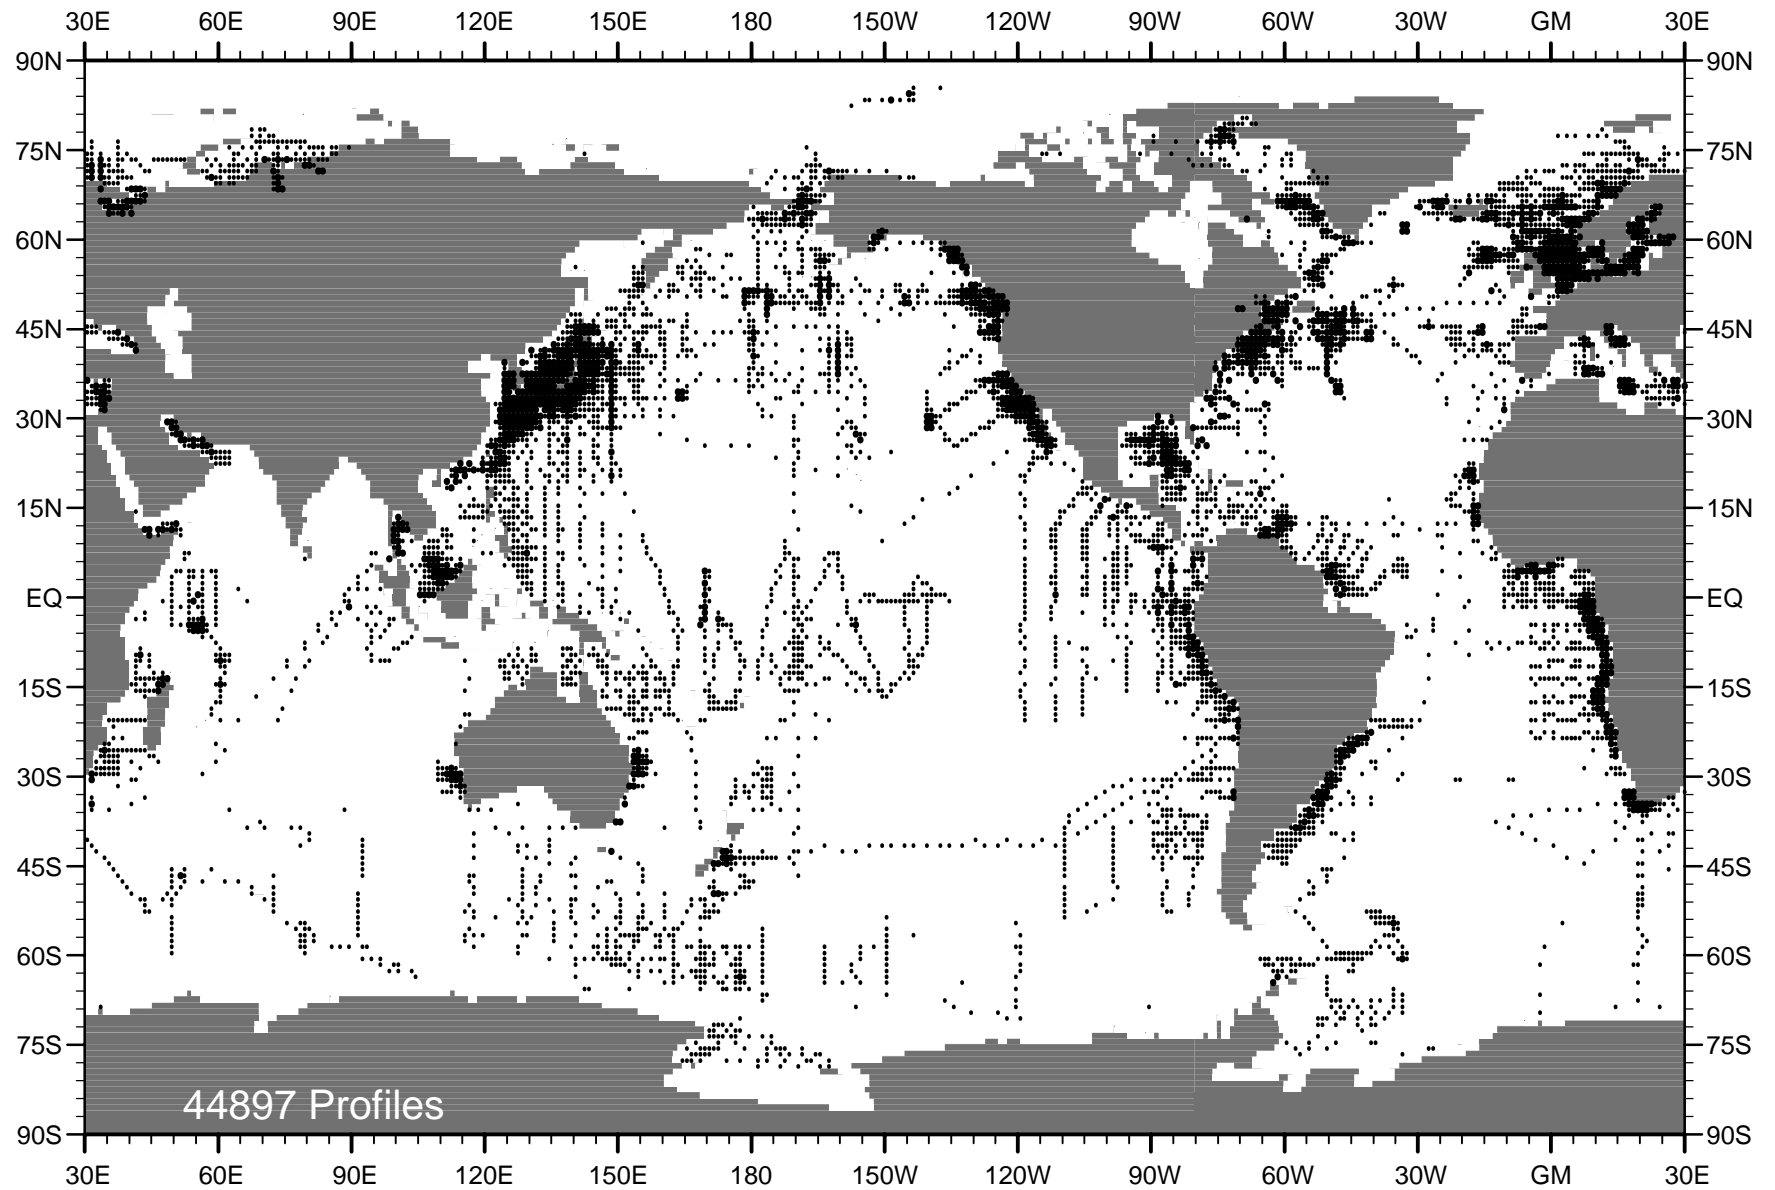 30E 60E 90E 120E 150E 180 150W 120W 90W 60W 30W GM 30E
90N 90N
75N 75N
60N 60N
45N 45N
30N 30N
15N 15N
EQ EQ
15S 15S
30S 30S
45S 45S
60S 60S
75S 75S
44897 Profiles
90S 90S
30E 60E 90E 120E 150E 180 150W 120W 90W 60W 30W GM 30E